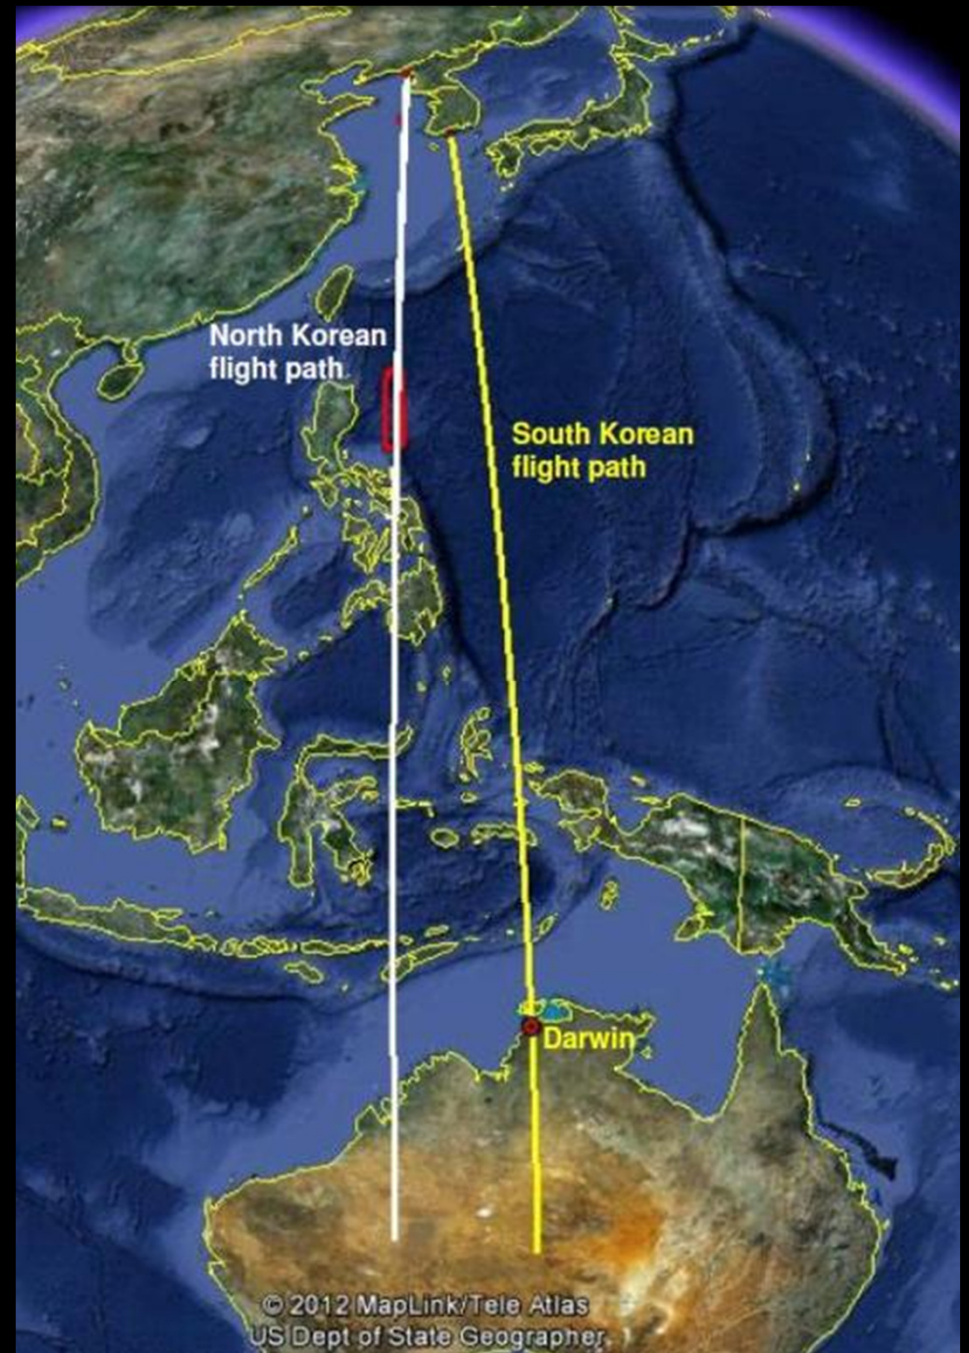 North Korean
flight path
South Korean
flight path
Darwin
© 2012 MapLink/Tele Atlas
US Dept of State Geographer